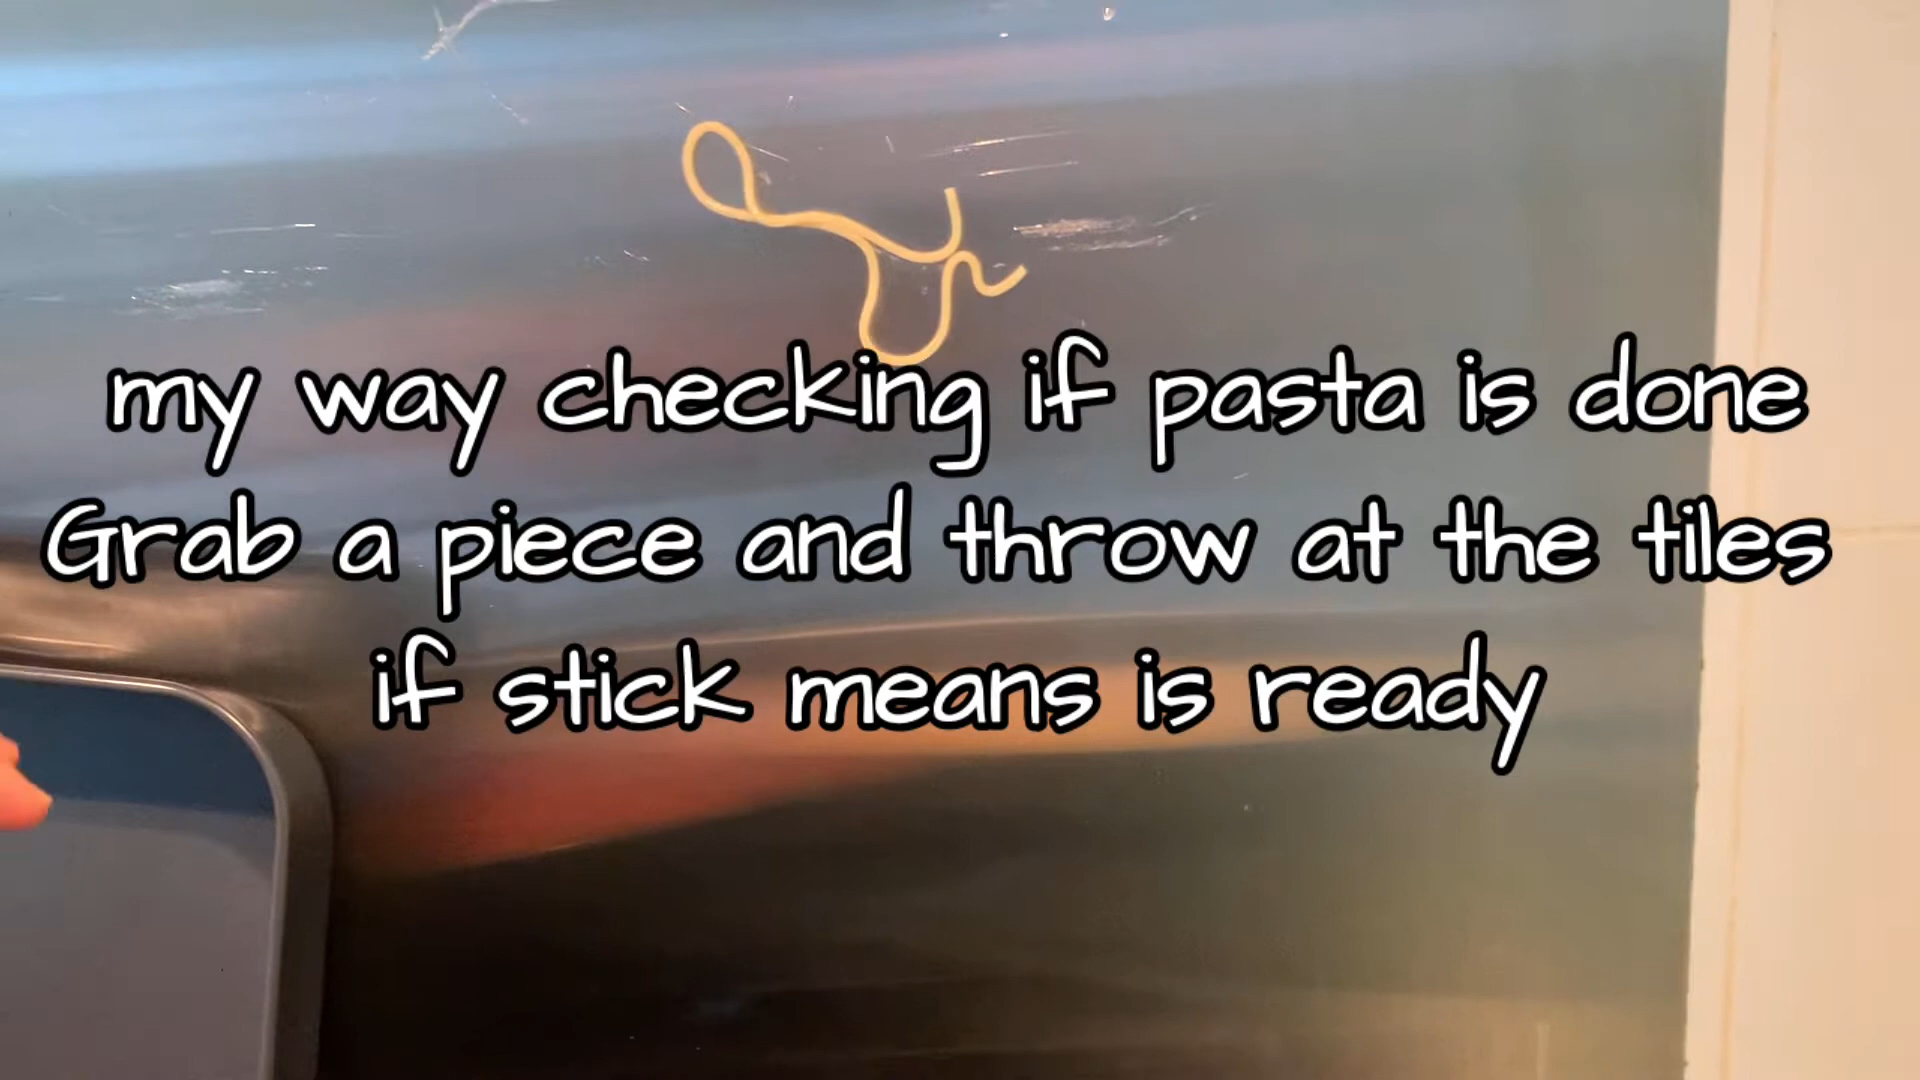 my way checking if pasta is done
Grab a piece and throw at the tiles
if stick means is ready